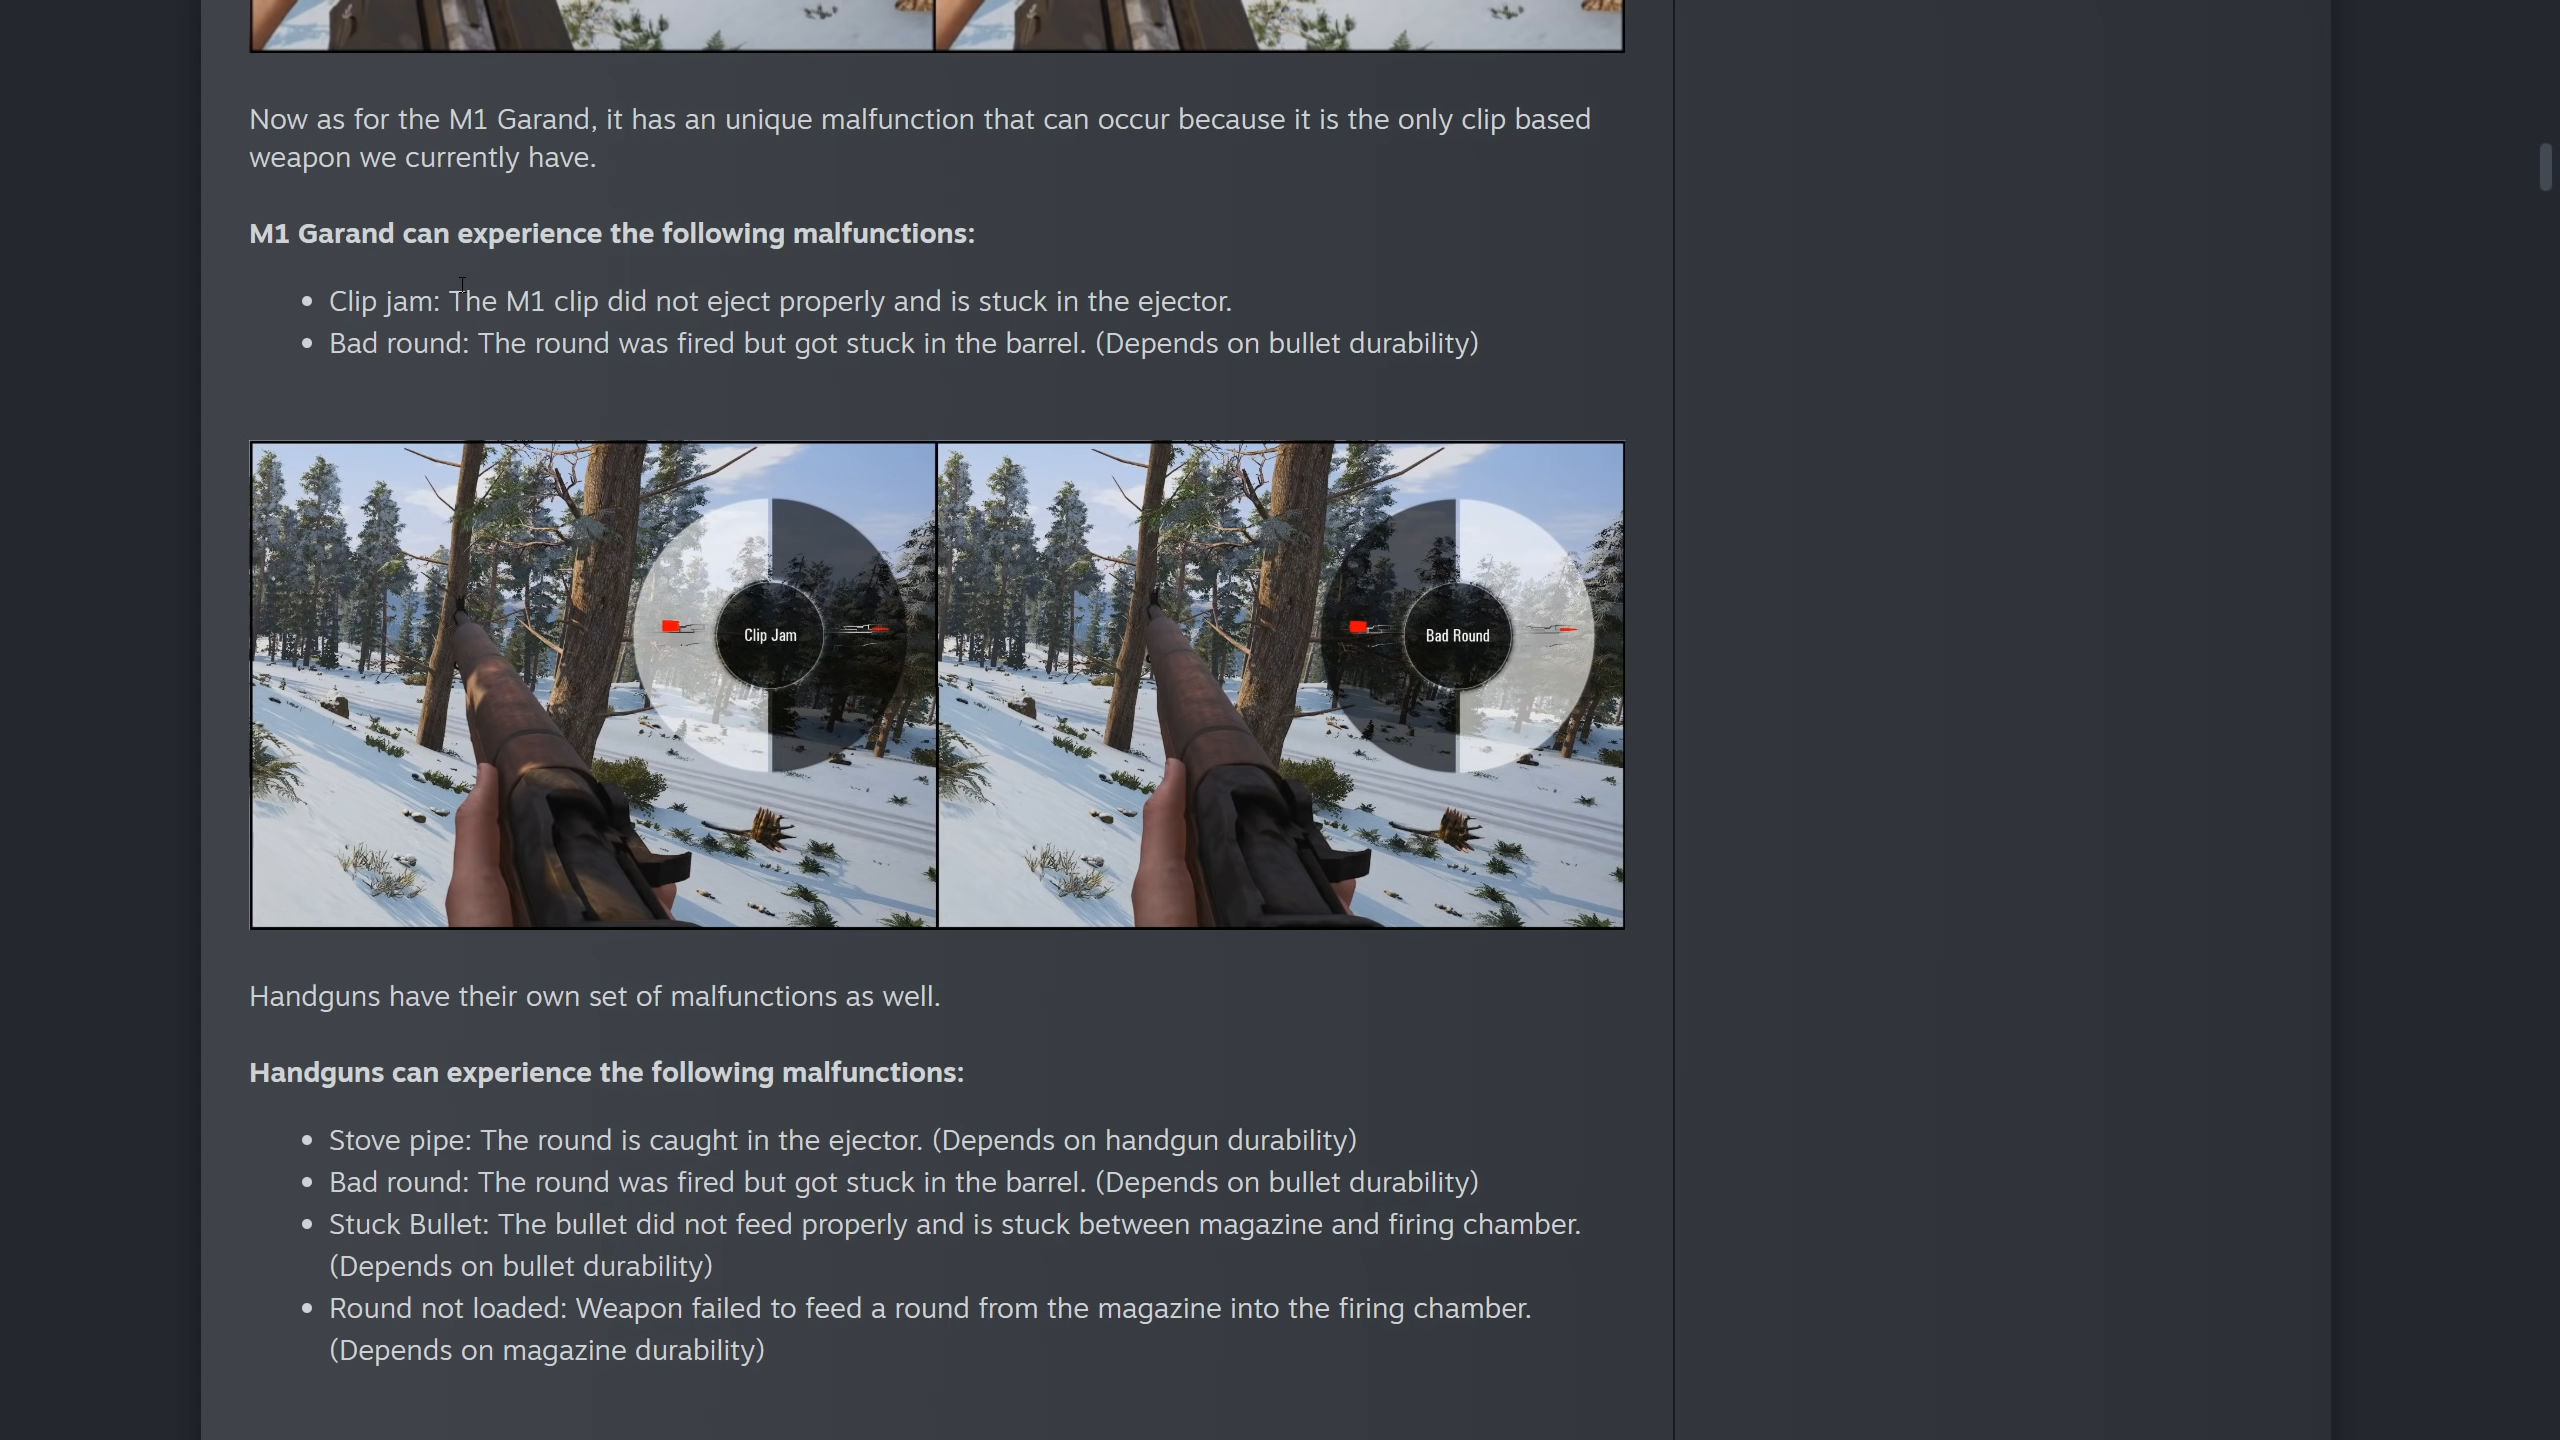 Now as for the M1 Garand, it has an unique malfunction that can occur because it is the only clip based
weapon we currently have.
M1 Garand can experience the following malfunctions:
Clip jam: The M1 clip did not eject properly and is stuck in the ejector.
Bad round: The round was fired but got stuck in the barrel. (Depends on bullet durability)
Clip Jam
Bad Round
Handguns have their own set of malfunctions as well.
Handguns can experience the following malfunctions:
Stove pipe: The round is caught in the ejector. (Depends on handgun durability)
Bad round: The round was fired but got stuck in the barrel. (Depends on bullet durability)
Stuck Bullet: The bullet did not feed properly and is stuck between magazine and firing chamber.
(Depends on bullet durability)
Round not loaded: Weapon failed to feed a round from the magazine into the firing chamber.
(Depends on magazine durability)